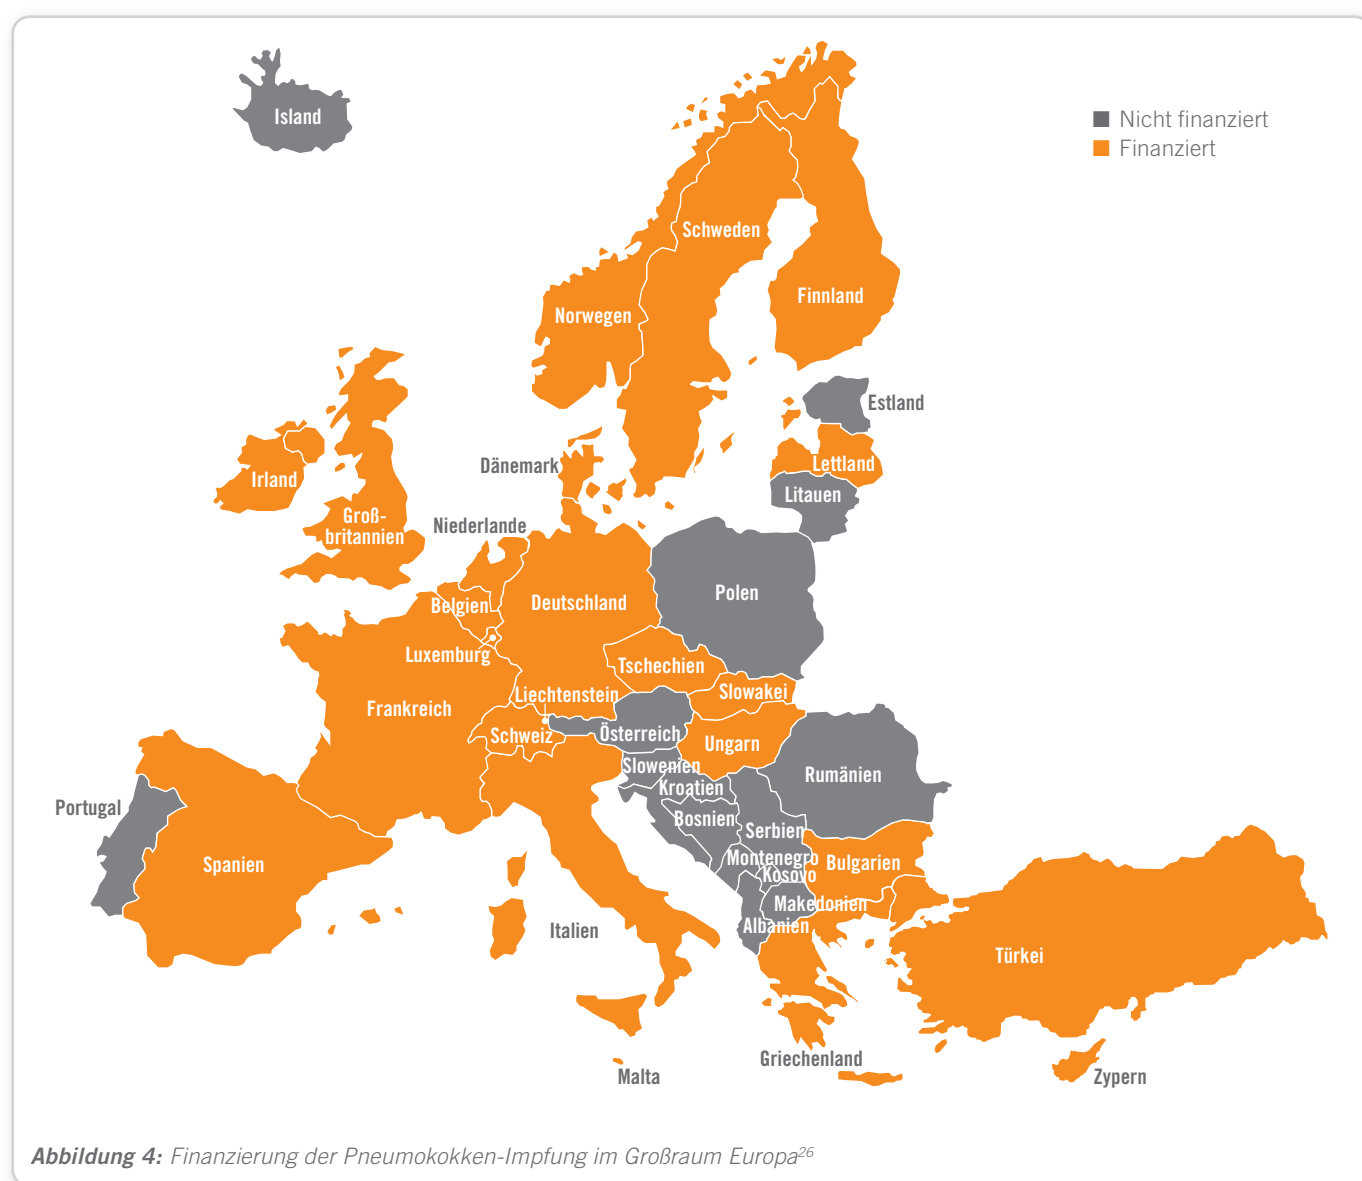 Island
Nicht finanziert
Finanziert
Schweden
Finnland
Norwegen
Estland
Dänemark
Lettland
Irland
Litauen
Groß-
britannien
Niederlande
Polen
Belgien
Deutschland
Luxemburg
Tschechien
Liechtenstein
Slowakei
Frankreich
Schweiz
Österreich
Ungarn
Slowenien
Rumänien
Kroatien
Portugal
Bosnien
Serbien
Spanien
Montenegro
Bulgarien
Kosovo
Makedonien
Albanien
Italien
Türkei
Griechenland
Malta
Zypern
Abbildung 4: Finanzierung der Pneumokokken-Impfung im Großraum Europa26